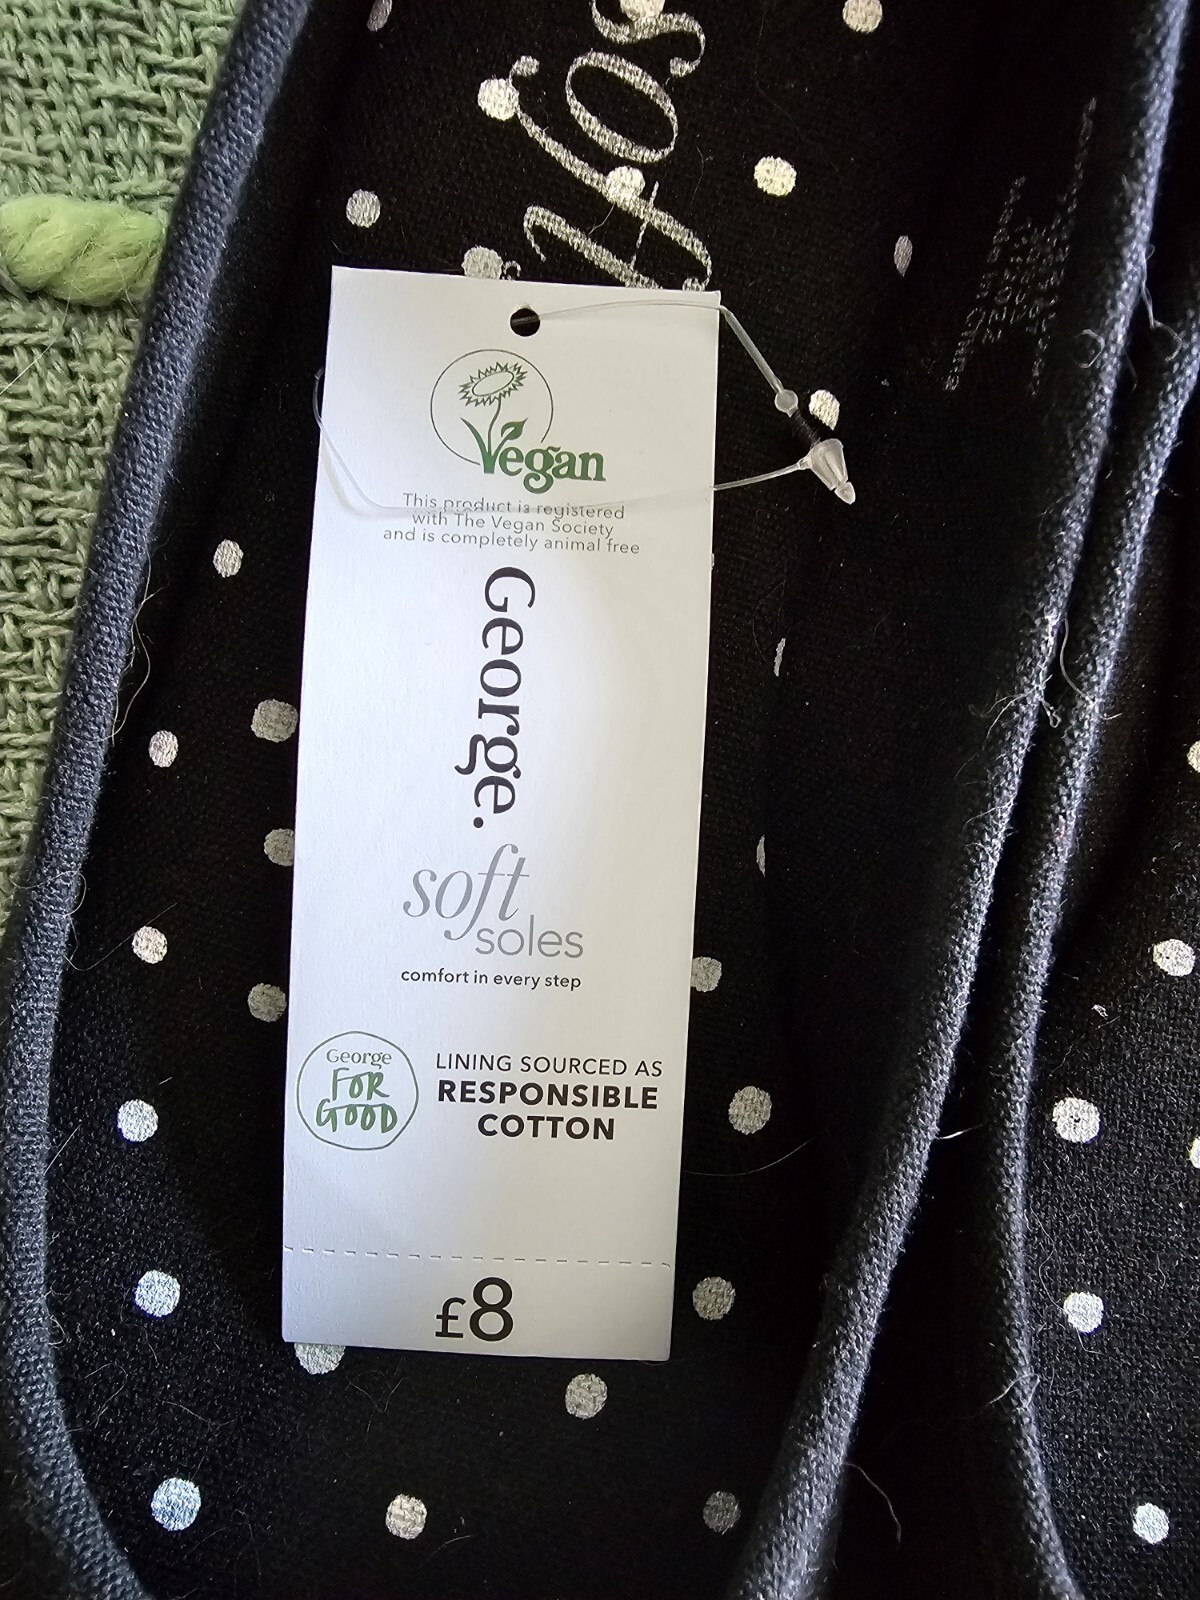 Vegan
This product is registered
with The Vegan Society
and is completely animal free
George.
soft
soles
comfort in every step
George
FOR
GOOD
LINING SOURCED AS
RESPONSIBLE
COTTON
£8